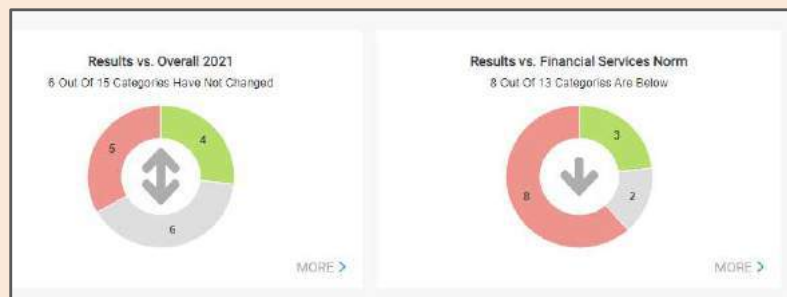 Results vs. Overall 2021
6 Out Of 15 Categories Have Not Changed
5
4
6
MORE >
Results vs. Financial Services Norm
8 Out Of 13 Categories Are Below
3
8
2
MORE >